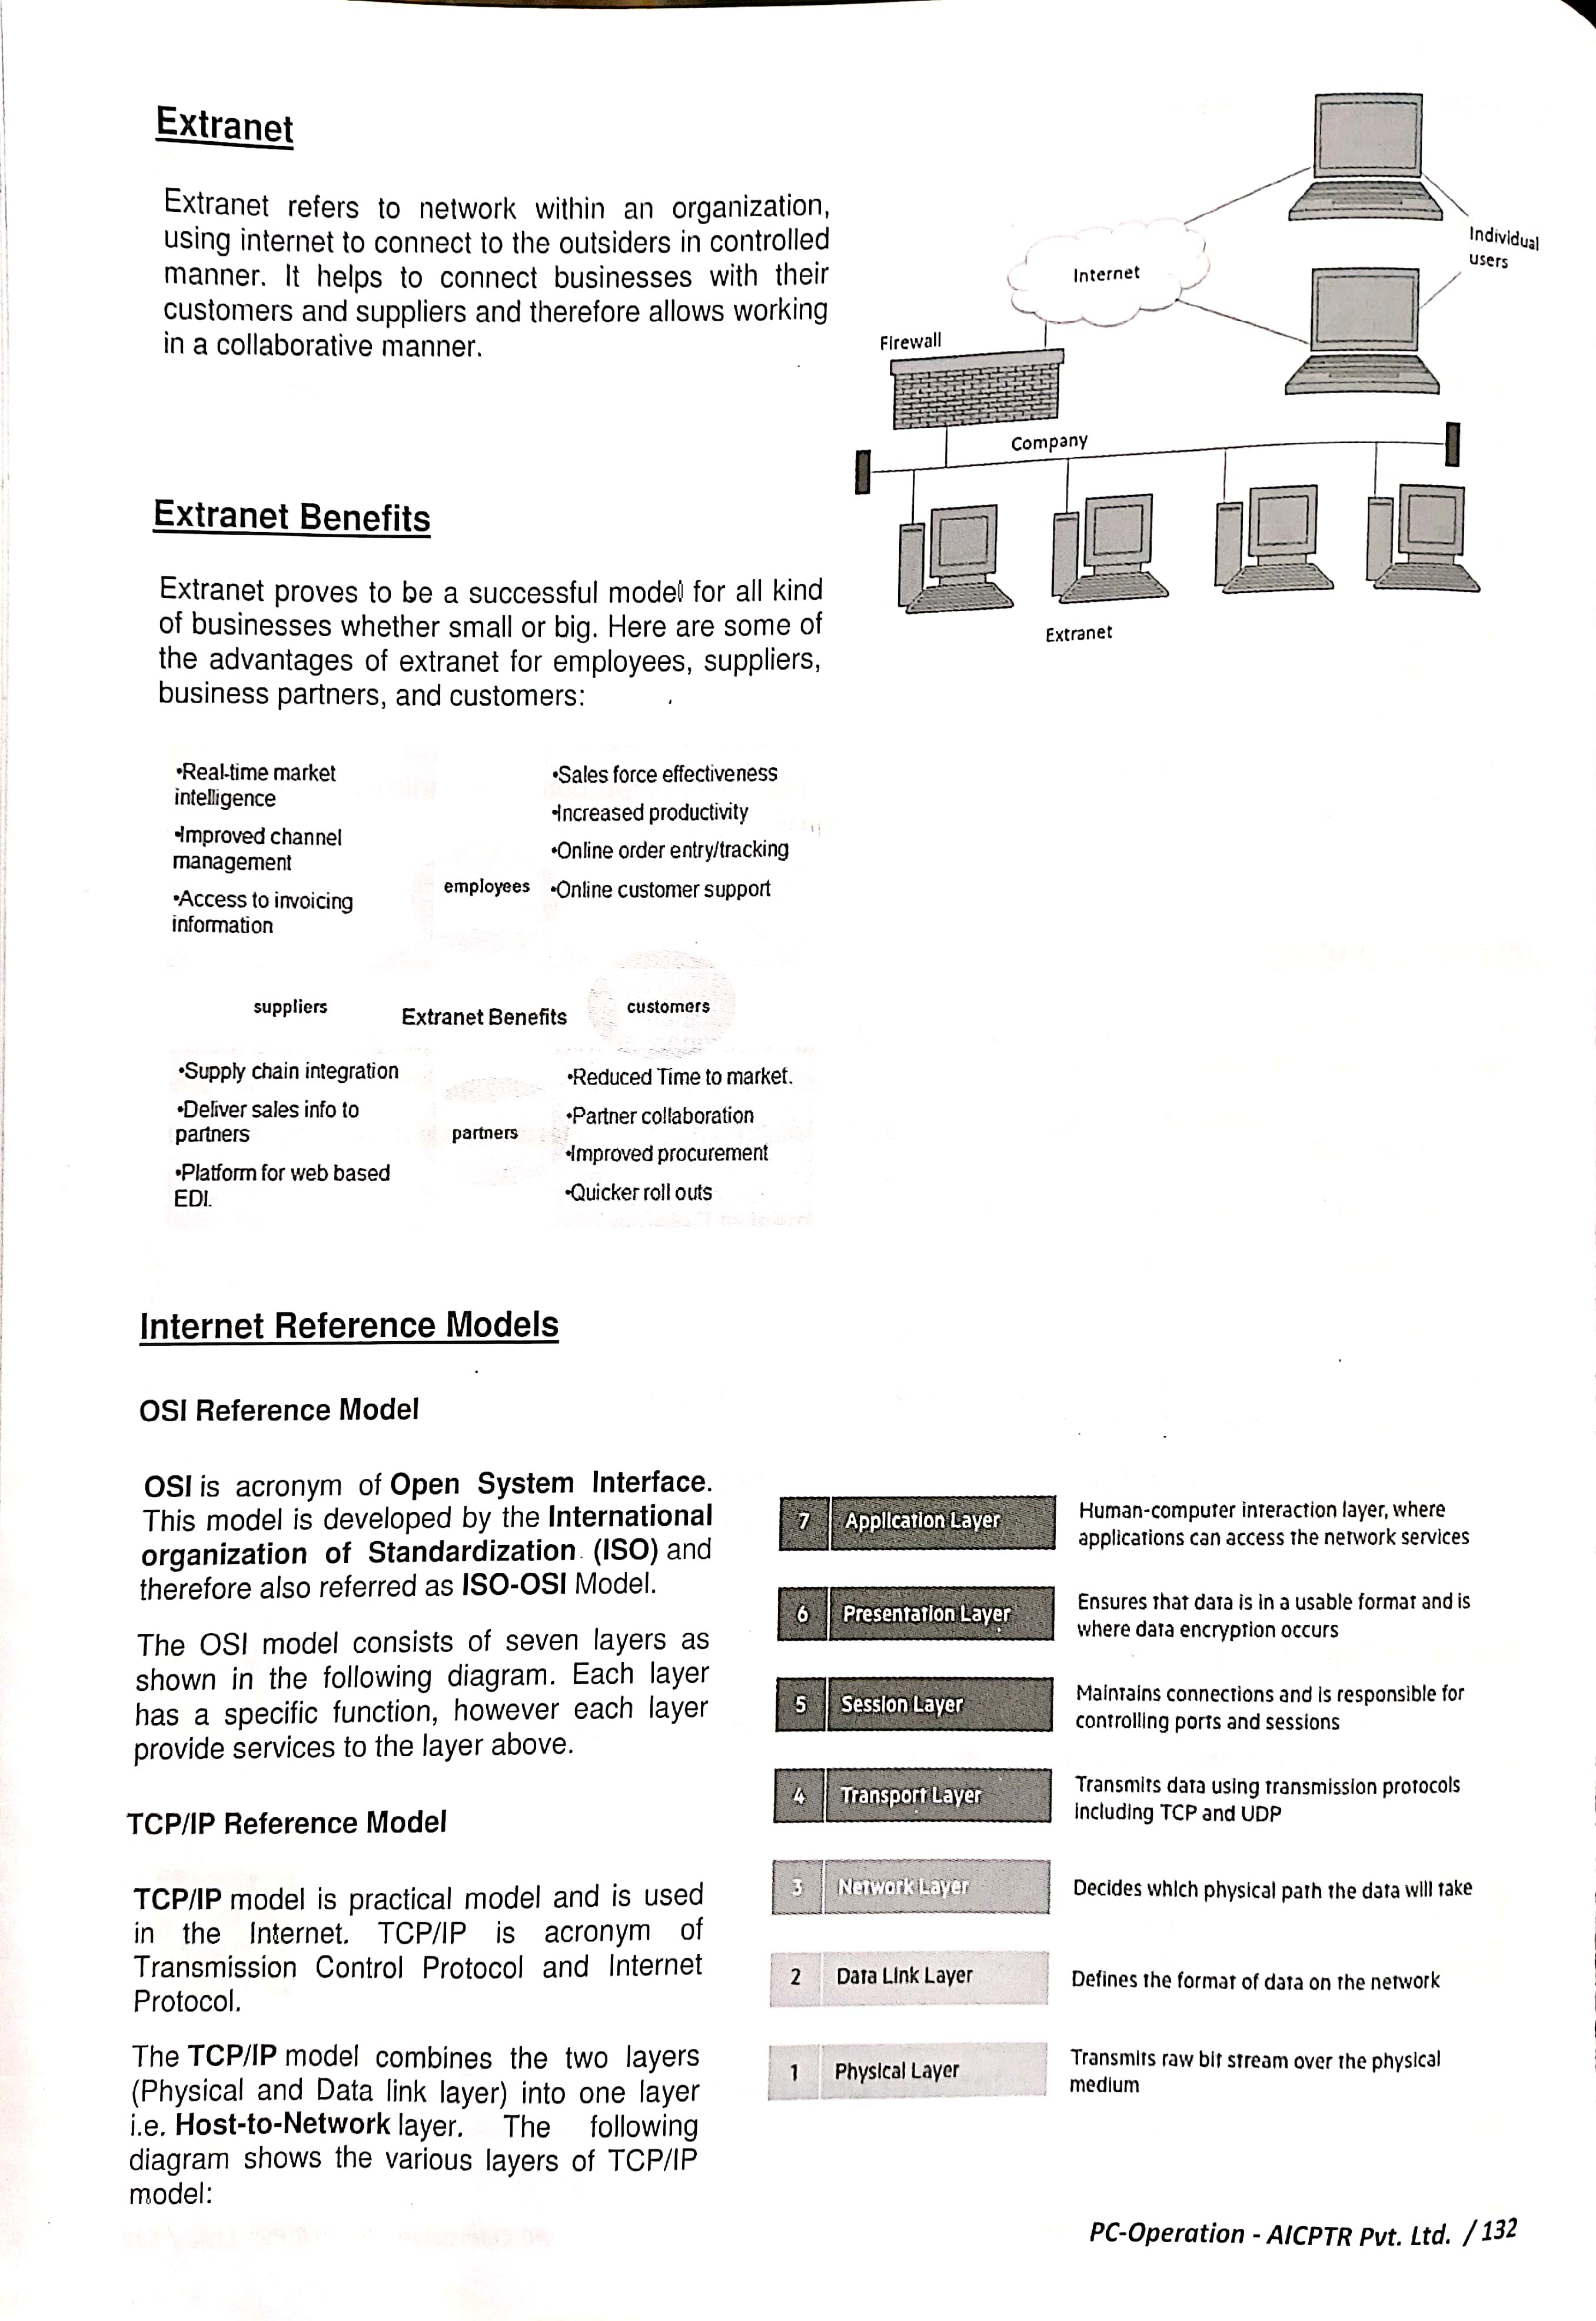 Extranet
Extranet refers to network within an organization,
using internet to connect to the outsiders in controlled
manner. It helps to connect businesses with their
customers and suppliers and therefore allows working
in a collaborative manner.
Individual
users
Internet
Firewall
Company
Extranet
Extranet Benefits
Extranet proves to be a successful model for all kind
of businesses whether small or big. Here are some of
the advantages of extranet for employees, suppliers,
business partners, and customers:
•Real-time market
intelligence
•Improved channel
management
•Access to invoicing
information
employees
•Sales force effectiveness
•Increased productivity
•Online order entry/tracking
•Online customer support
suppliers
Extranet Benefits
customers
•Supply chain integration
•Deliver sales info to
partners
•Platform for web based
EDI.
partners
•Reduced Time to market.
•Partner collaboration
•Improved procurement
•Quicker roll outs
Internet Reference Models
OSI Reference Model
OSI is acronym of Open System Interface.
This model is developed by the International
organization of Standardization (ISO) and
therefore also referred as ISO-OSI Model.
The OSI model consists of seven layers as
shown in the following diagram. Each layer
has a specific function, however each layer
provide services to the layer above.
TCP/IP Reference Model
TCP/IP model is practical model and is used
in the Internet. TCP/IP is acronym of
Transmission Control Protocol and Internet
Protocol.
The TCP/IP model combines the two layers
(Physical and Data link layer) into one layer
i.e. Host-to-Network layer. The following
diagram shows the various layers of TCP/IP
model:
7 Application Layer
Human-computer interaction layer, where
applications can access the network services
6 Presentation Layer
Ensures that data is in a usable format and is
where data encryption occurs
5 Session Layer
Maintains connections and is responsible for
controlling ports and sessions
4 Transport Layer
Transmits data using transmission protocols
including TCP and UDP
3 Network Layer
Decides which physical path the data will take
2 Data Link Layer
Defines the format of data on the network
1 Physical Layer
Transmits raw bit stream over the physical
medium
PC-Operation - AICPTR Pvt. Ltd. / 132